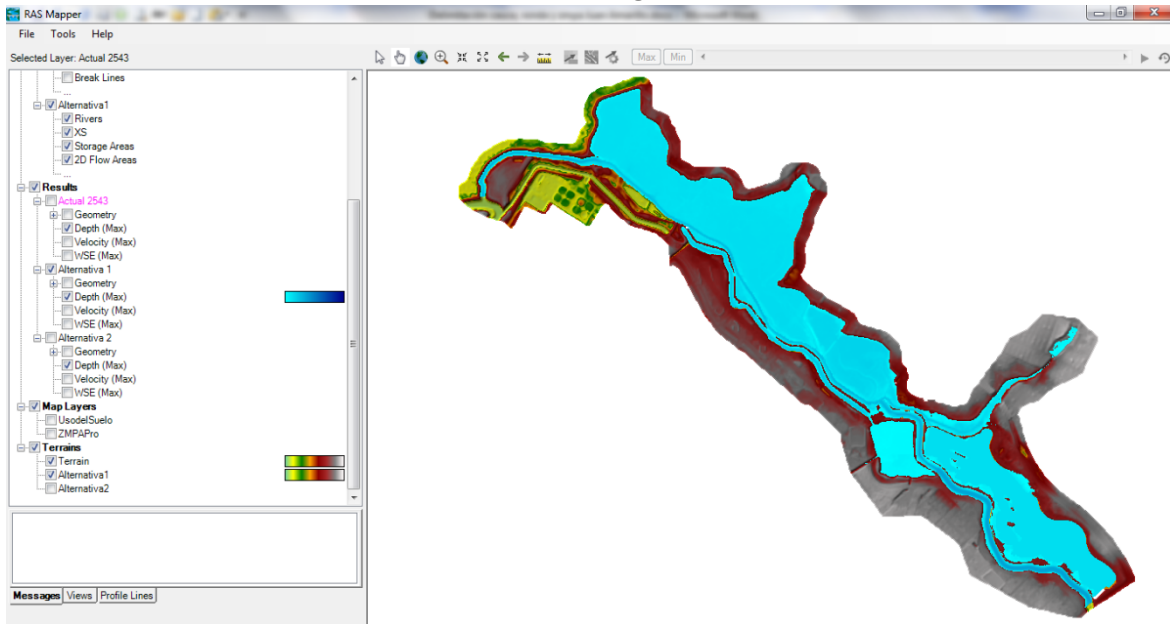 RAS Mapper
File Tools Help
Selected Layer: Actual 2543
Max Min
Break Lines
...
Alternativa1
Rivers
XS
Storage Areas
2D Flow Areas
...
Results
Actual 2543
Geometry
Depth (Max)
Velocity (Max)
WSE (Max)
Alternativa 1
Geometry
Depth (Max)
Velocity (Max)
WSE (Max)
Alternativa 2
Geometry
Depth (Max)
Velocity (Max)
WSE (Max)
Map Layers
UsodelSuelo
ZMPAPro
Terrains
Terrain
Alternativa1
Alternativa2
Messages Views Profile Lines